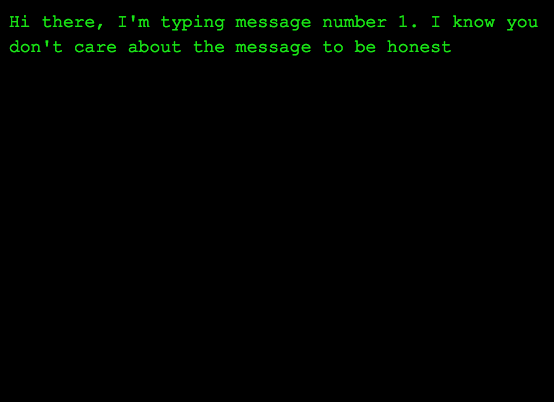 Hi there, I'm typing message number 1. I know you
don't care about the message to be honest